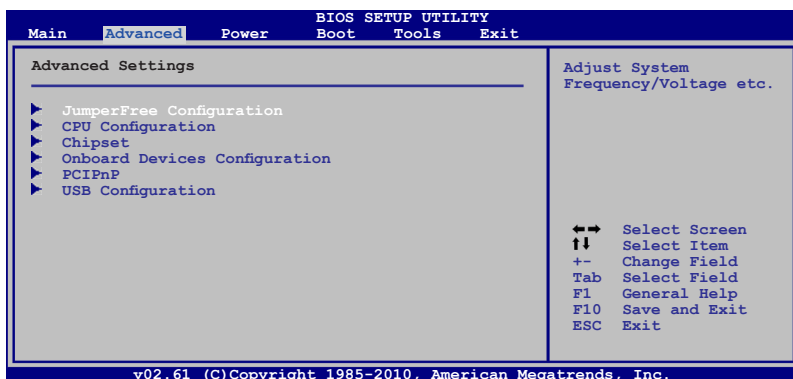 BIOS SETUP UTILITY
Main Advanced Power Boot Tools Exit
Advanced Settings
JumperFree Configuration
CPU Configuration
Chipset
Onboard Devices Configuration
PCIPnP
USB Configuration
Adjust System
Frequency/Voltage etc.
←→ Select Screen
↑↓ Select Item
+- Change Field
Tab Select Field
F1 General Help
F10 Save and Exit
ESC Exit
v02.61 (C)Copyright 1985-2010, American Megatrends, Inc.